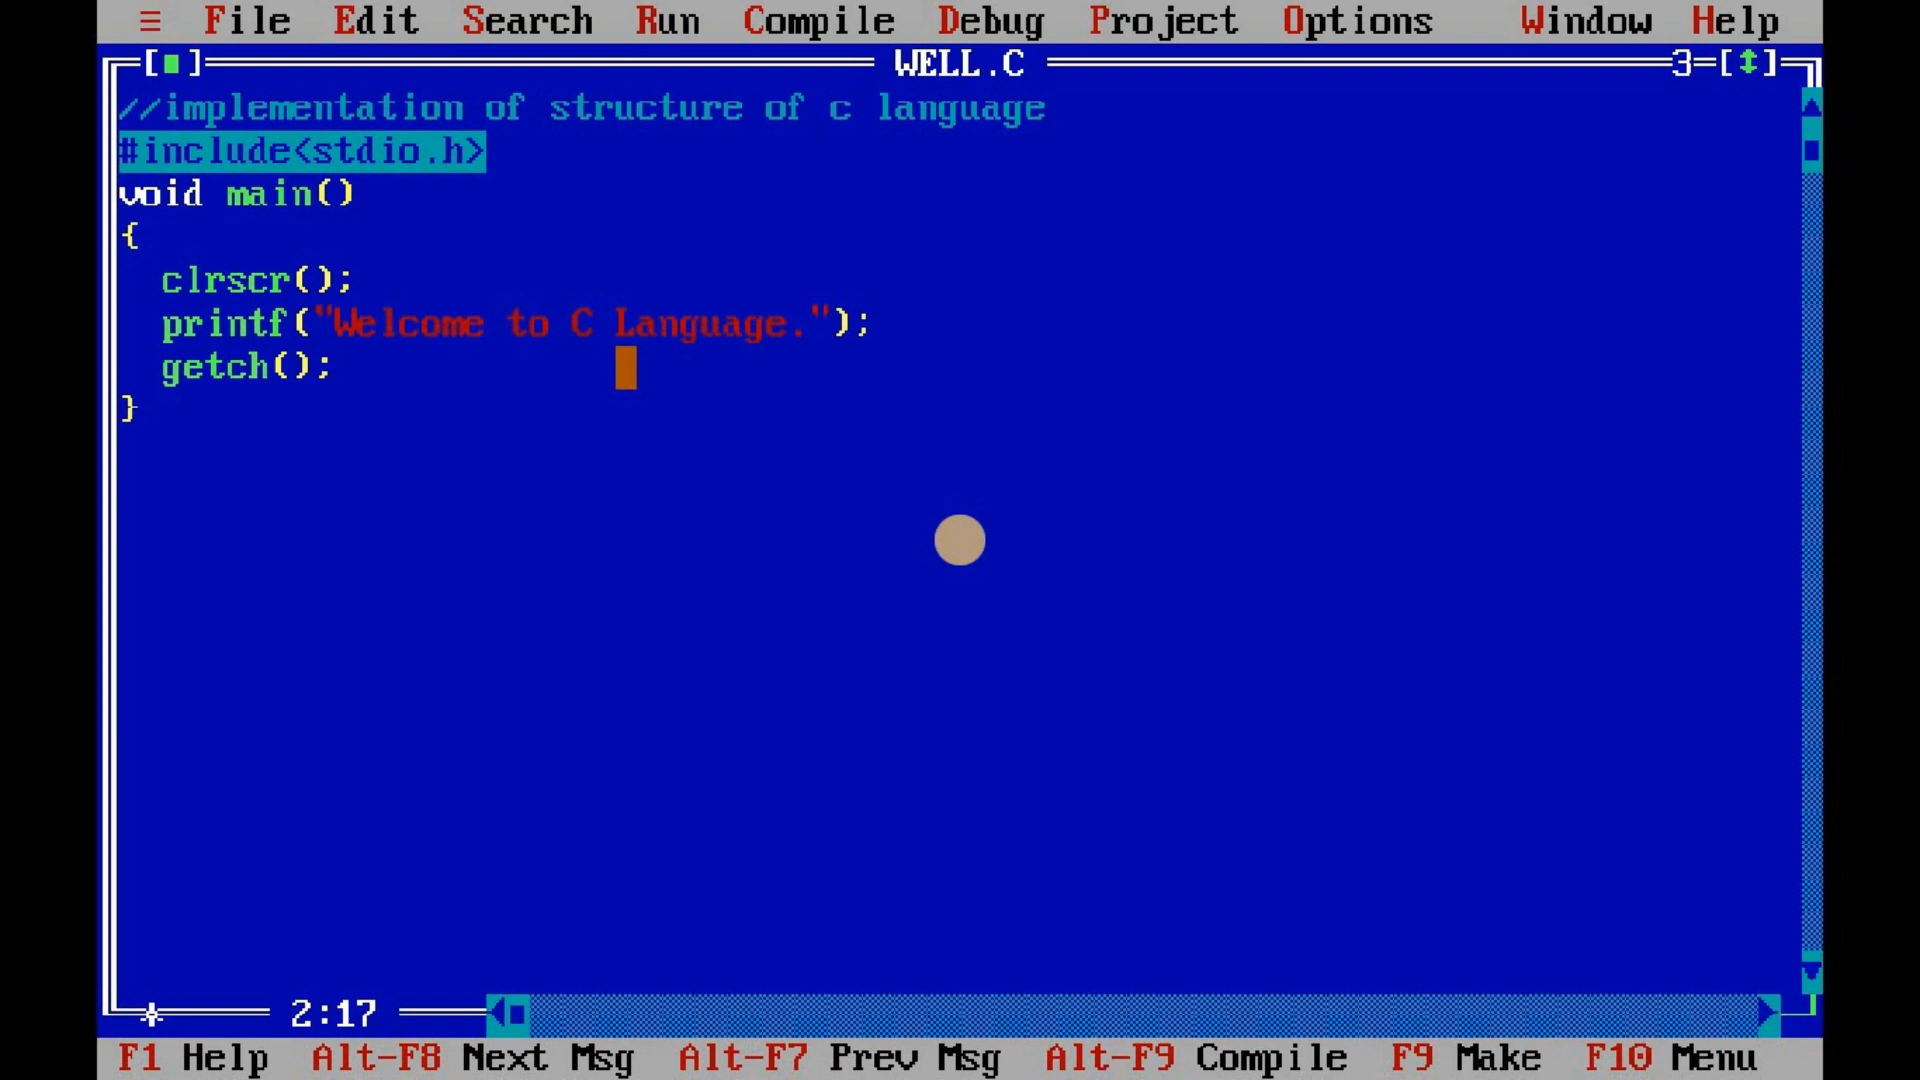 ≡ File Edit Search Run Compile Debug Project Options Window Help
[■] WELL.C 3=[↕]
//implementation of structure of c language
#include<stdio.h>
void main()
{
  clrscr();
  printf("Welcome to C Language.");
  getch();
}
2:17
F1 Help Alt-F8 Next Msg Alt-F7 Prev Msg Alt-F9 Compile F9 Make F10 Menu